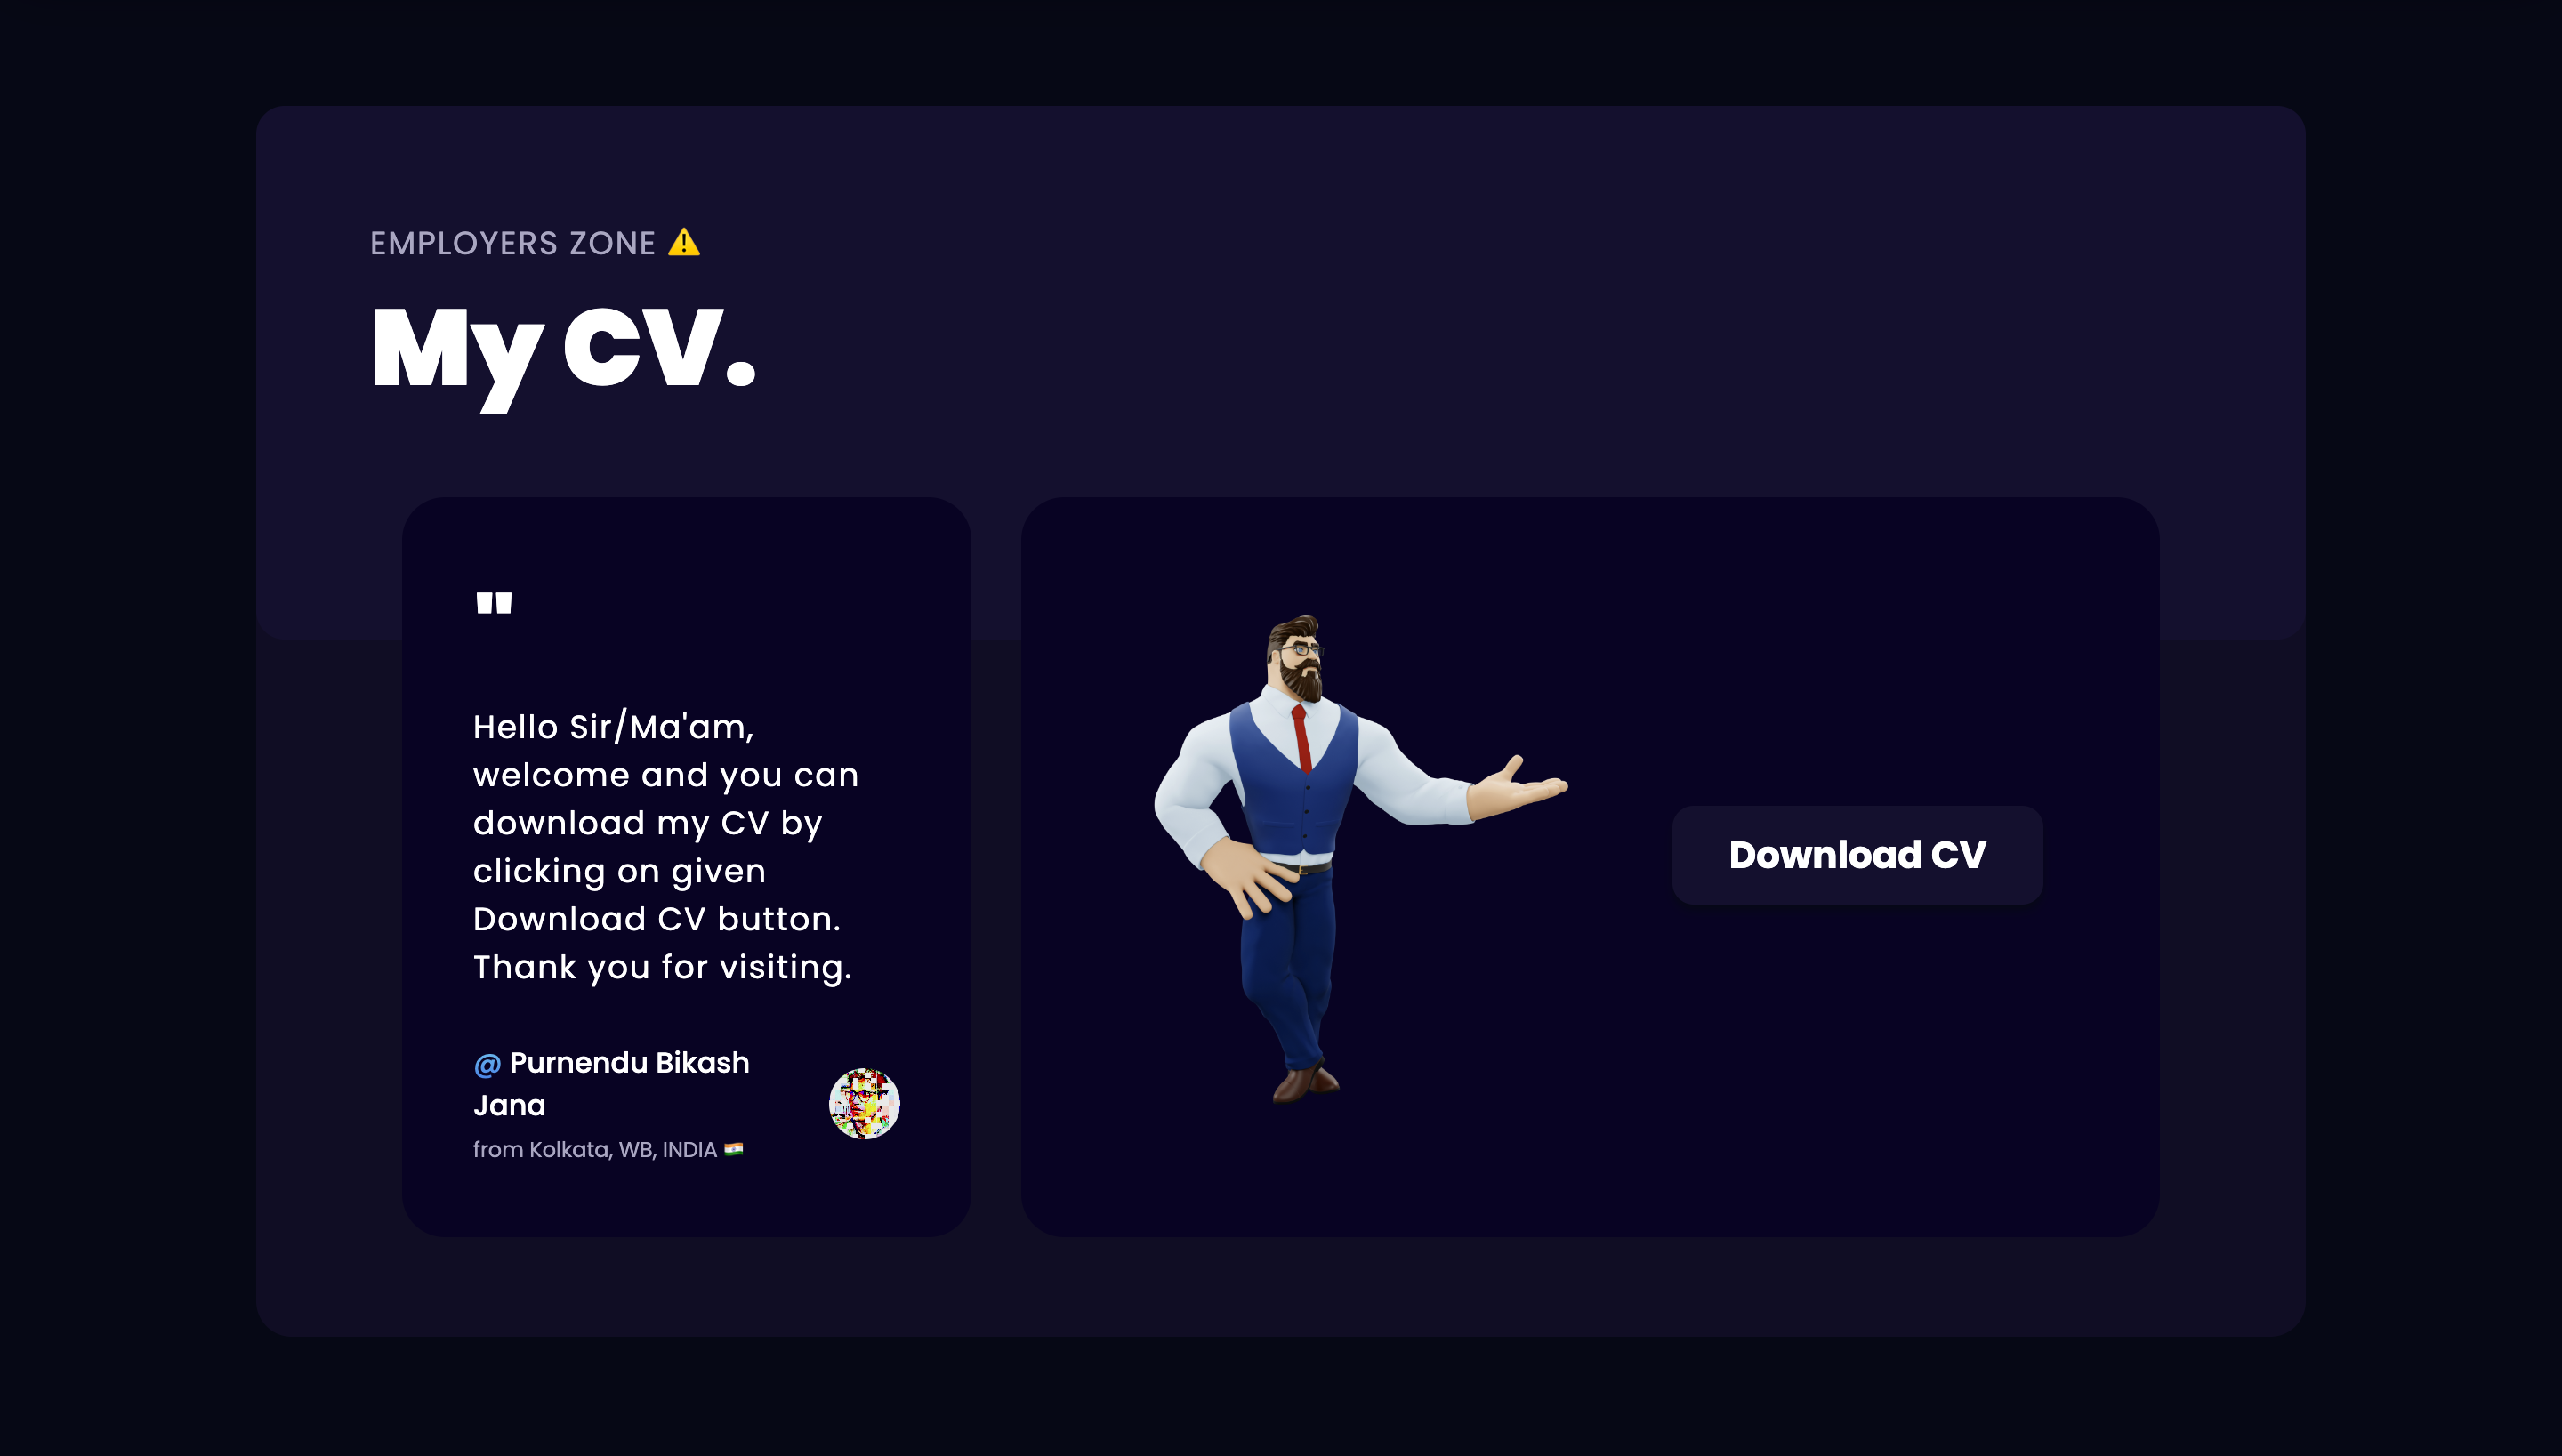 EMPLOYERS ZONE ⚠️
My CV.
"
Hello Sir/Ma'am,
welcome and you can
download my CV by
clicking on given
Download CV button.
Thank you for visiting.
@ Purnendu Bikash
Jana
from Kolkata, WB, INDIA 🇮🇳
Download CV